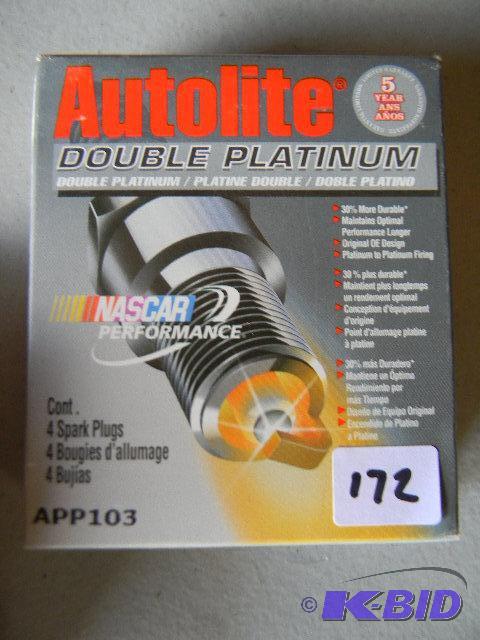 Autolite®
5
YEAR
ANS
AÑOS
DOUBLE PLATINUM
DOUBLE PLATINUM / PLATINE DOUBLE / DOBLE PLATINO
30% More Durable*
Maintains Optimal
Performance Longer
Original OE Design
Platinum to Platinum Firing
30 % plus durable*
Maintient plus longtemps
un rendement optimal
Conception d'équipement
d'origine
Point d'allumage platine
à platine
30% más Duradero*
Mantiene un Optimo
Rendimiento por
más Tiempo
Diseño de Equipo Original
Encendido de Platino
a Platino
NASCAR
PERFORMANCE
Cont.
4 Spark Plugs
4 Bougies d'allumage
4 Bujias
APP103
172
© K-BID